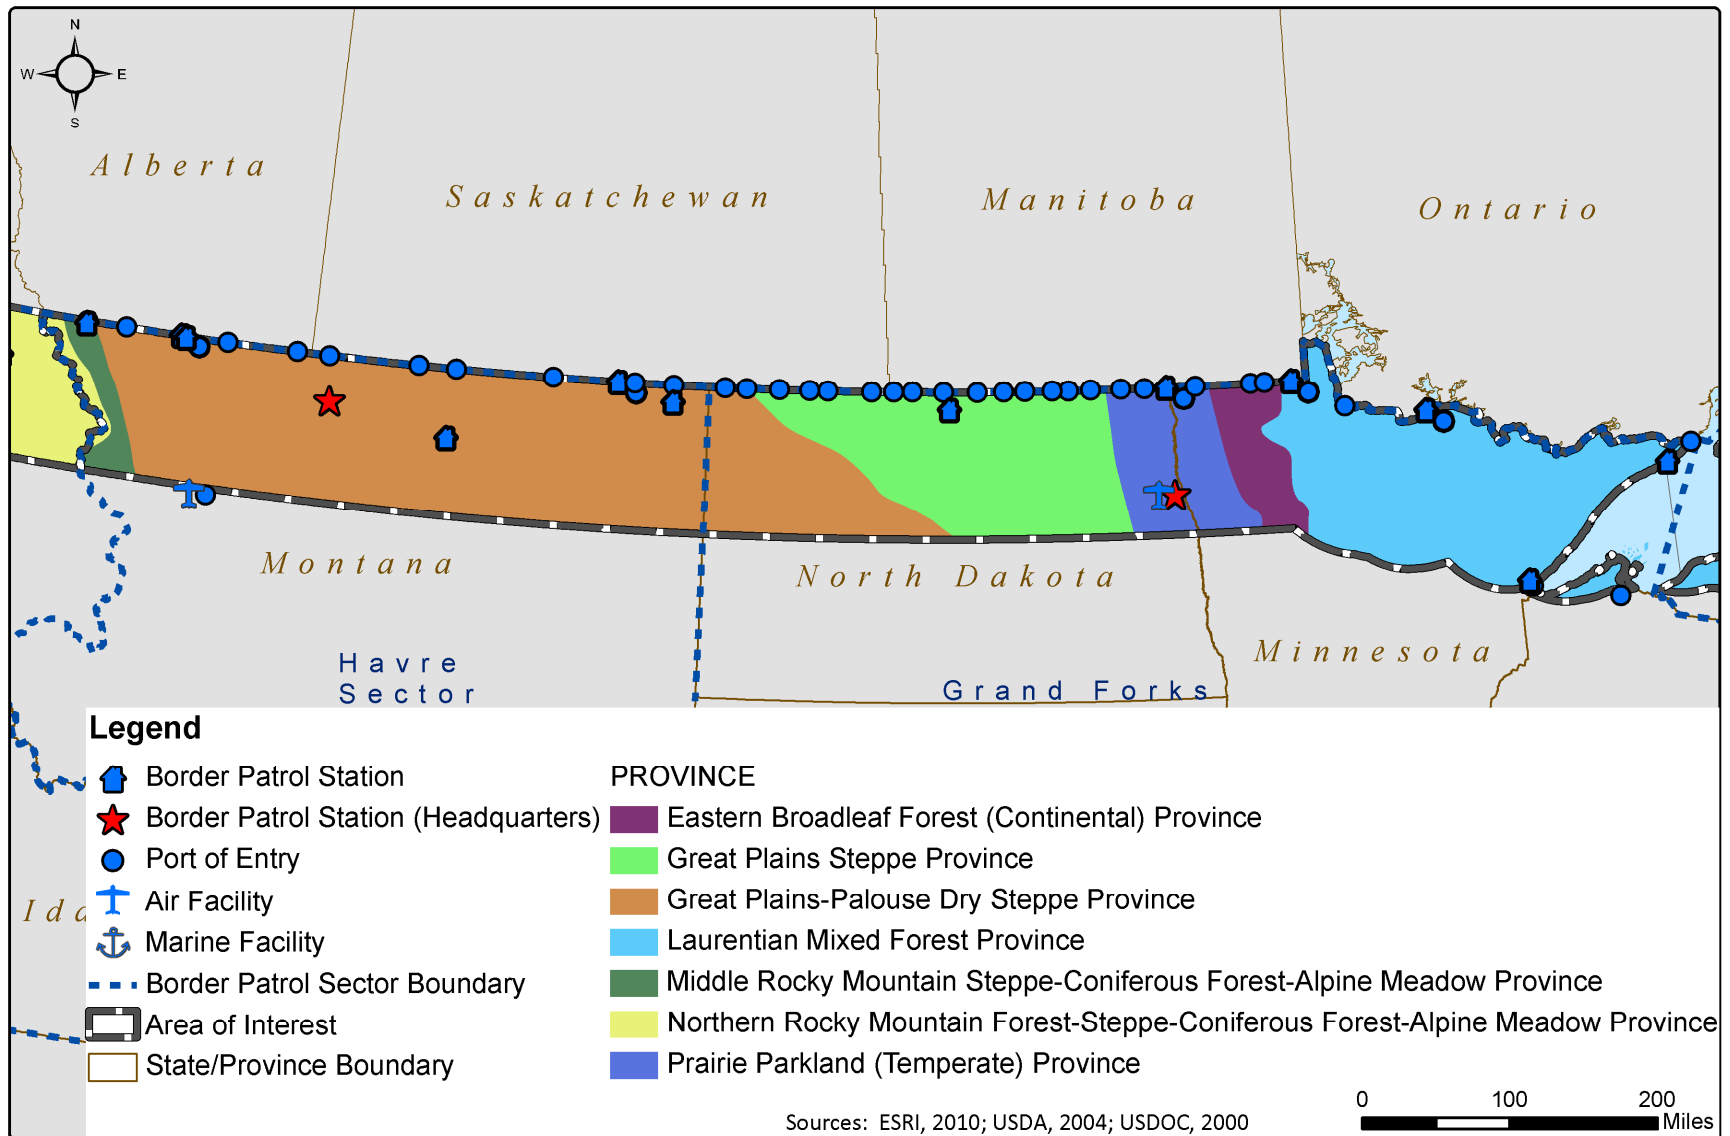 N
W E
S
Alberta
Saskatchewan
Manitoba
Ontario
Montana
North Dakota
Minnesota
Havre
Sector
Grand Forks
Ida
Legend
Border Patrol Station
Border Patrol Station (Headquarters)
Port of Entry
Air Facility
Marine Facility
Border Patrol Sector Boundary
Area of Interest
State/Province Boundary
PROVINCE
Eastern Broadleaf Forest (Continental) Province
Great Plains Steppe Province
Great Plains-Palouse Dry Steppe Province
Laurentian Mixed Forest Province
Middle Rocky Mountain Steppe-Coniferous Forest-Alpine Meadow Province
Northern Rocky Mountain Forest-Steppe-Coniferous Forest-Alpine Meadow Province
Prairie Parkland (Temperate) Province
0 100 200
Miles
Sources: ESRI, 2010; USDA, 2004; USDOC, 2000